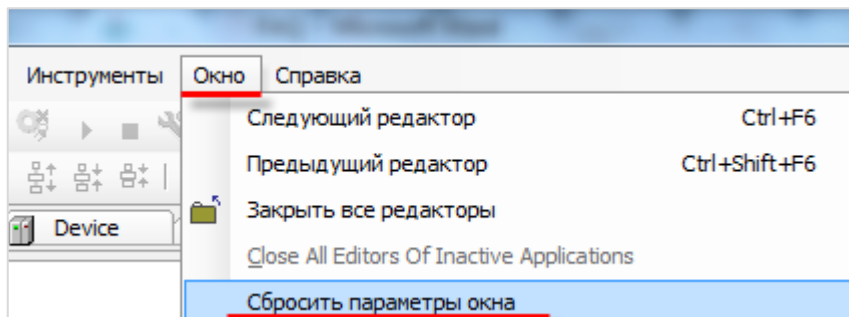 Инструменты Окно Справка
Следующий редактор Ctrl+F6
Предыдущий редактор Ctrl+Shift+F6
Закрыть все редакторы
Close All Editors Of Inactive Applications
Device
Сбросить параметры окна